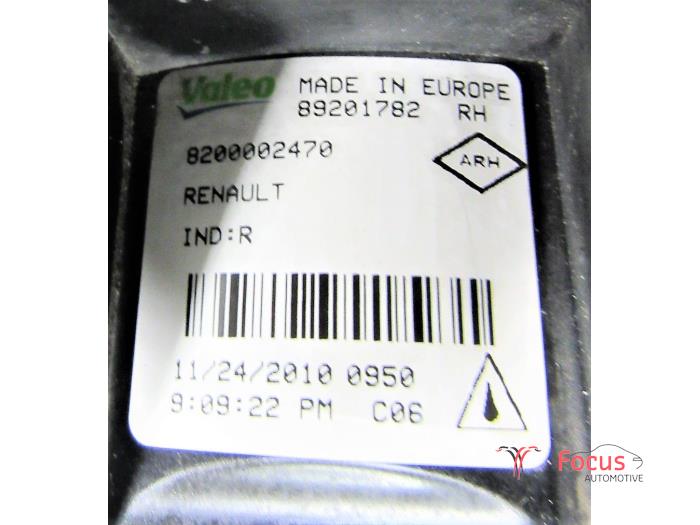 Valeo MADE IN EUROPE
89201782 RH
8200002470
ARH
RENAULT
IND:R
11/24/2010 0950
9:09:22 PM C06
Focus
AUTOMOTIVE